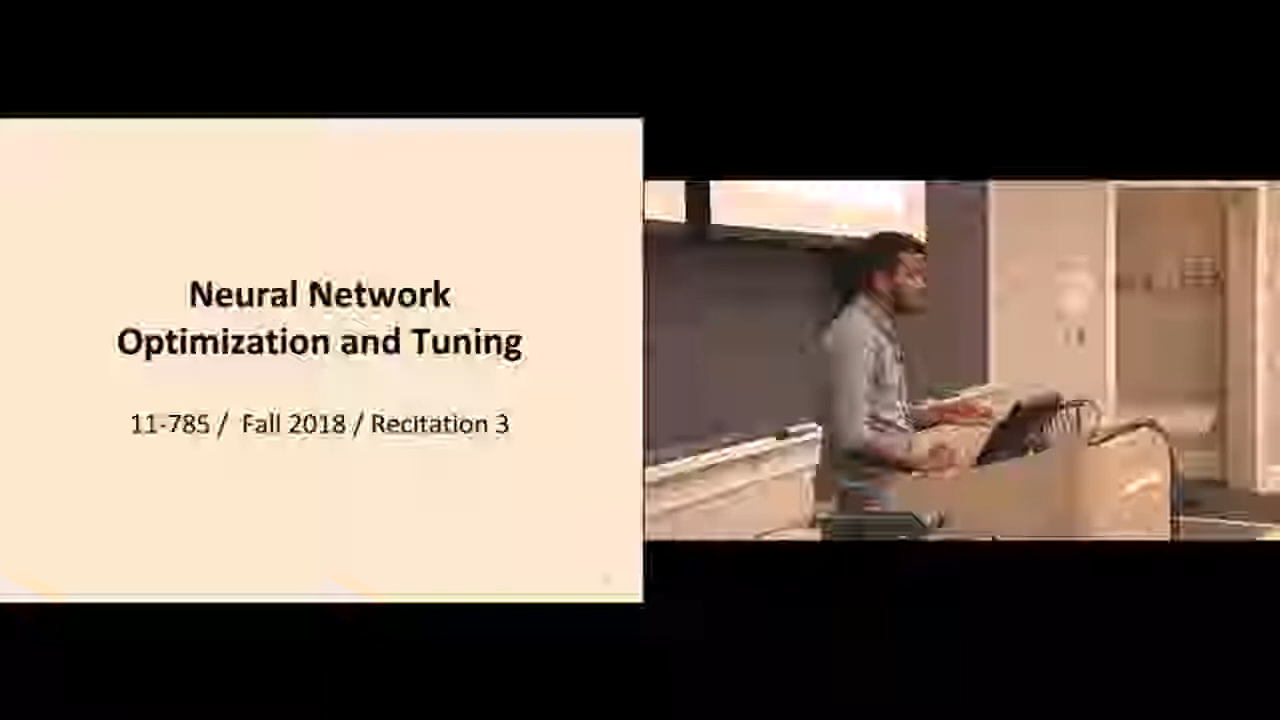 Neural Network
Optimization and Tuning
11-785 / Fall 2018 / Recitation 3